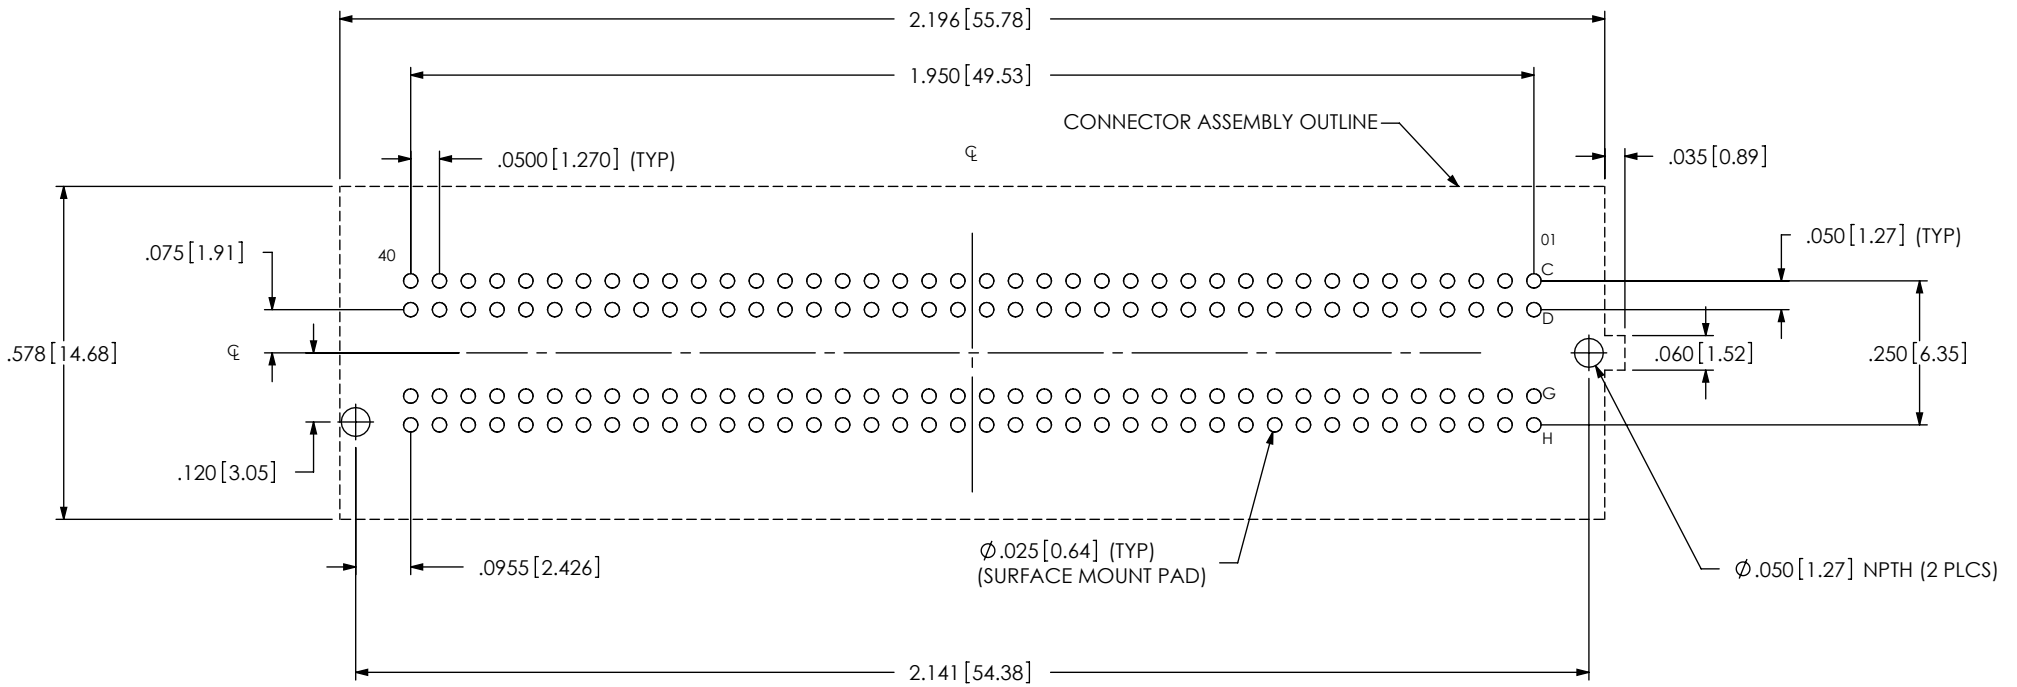 2.196[55.78]
1.950[49.53]
CONNECTOR ASSEMBLY OUTLINE
℄
.0500[1.270] (TYP)
.035[0.89]
.075[1.91]
40
01
.050[1.27] (TYP)
C
D
.578[14.68]
℄
.060[1.52]
.250[6.35]
G
H
.120[3.05]
Ø.025[0.64] (TYP)
(SURFACE MOUNT PAD)
.0955[2.426]
Ø.050[1.27] NPTH (2 PLCS)
2.141[54.38]